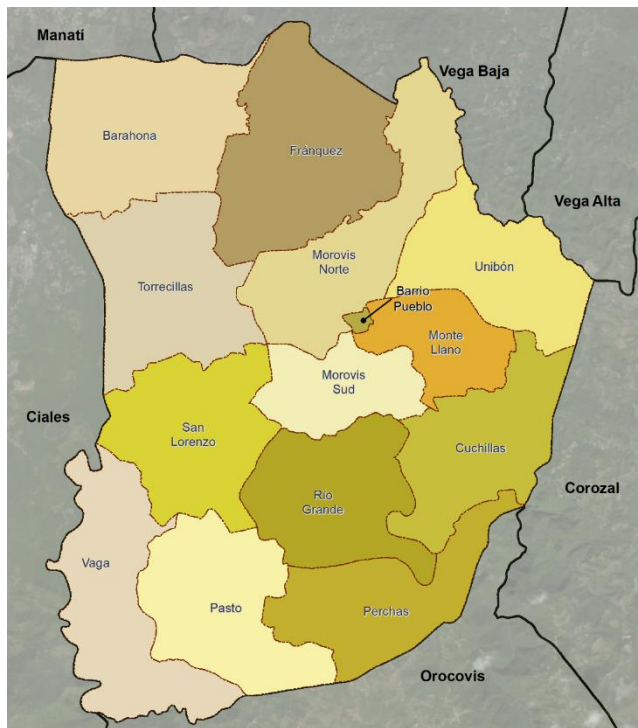 Manatí
Vega Baja
Barahona
Fránquez
Vega Alta
Morovis
Norte
Unibón
Torrecillas
Barrio
Pueblo
Monte
Llano
Morovis
Sud
Ciales
San
Lorenzo
Cuchillas
Corozal
Río
Grande
Vaga
Pasto
Perchas
Orocovis